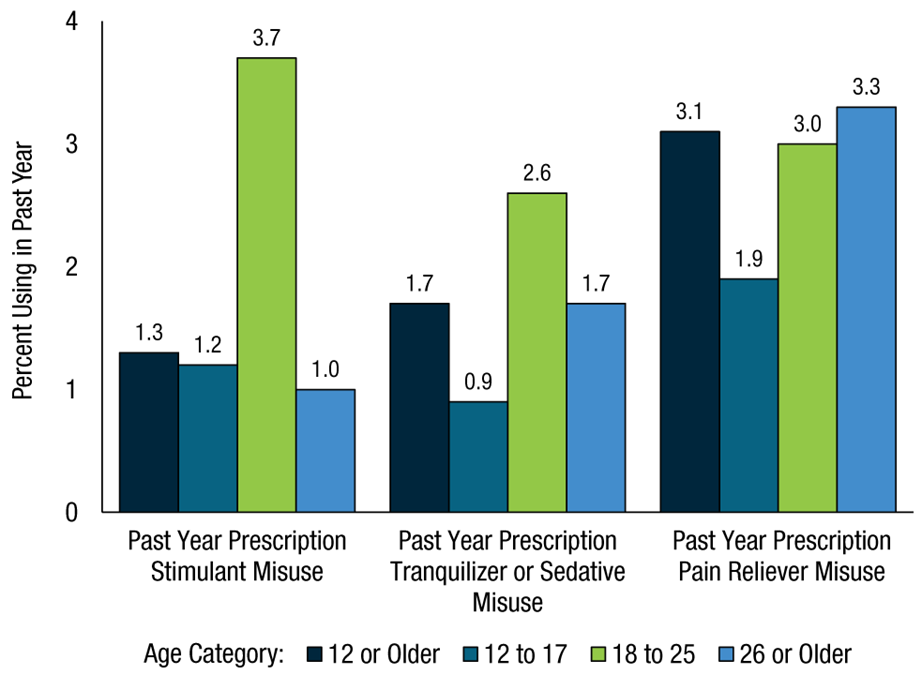 Percent Using in Past Year
4
3
2
1
0
1.3
1.2
3.7
1.0
1.7
0.9
2.6
1.7
3.1
1.9
3.0
3.3
Past Year Prescription
Stimulant Misuse
Past Year Prescription
Tranquilizer or Sedative
Misuse
Past Year Prescription
Pain Reliever Misuse
Age Category: 12 or Older 12 to 17 18 to 25 26 or Older